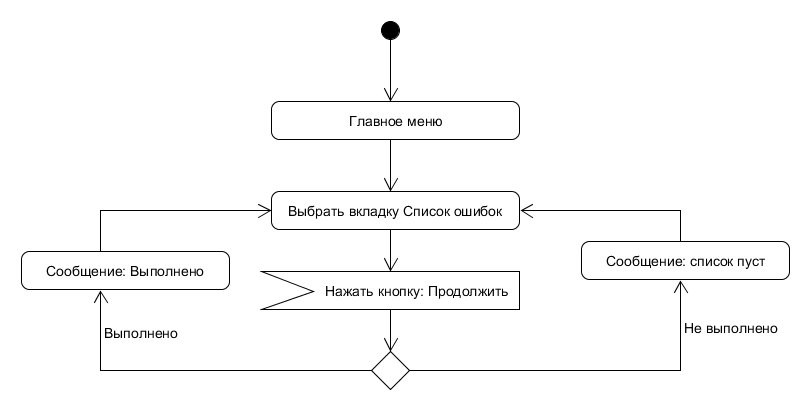 Главное меню
Выбрать вкладку Список ошибок
Сообщение: Выполнено
Сообщение: список пуст
Нажать кнопку: Продолжить
Выполнено
Не выполнено